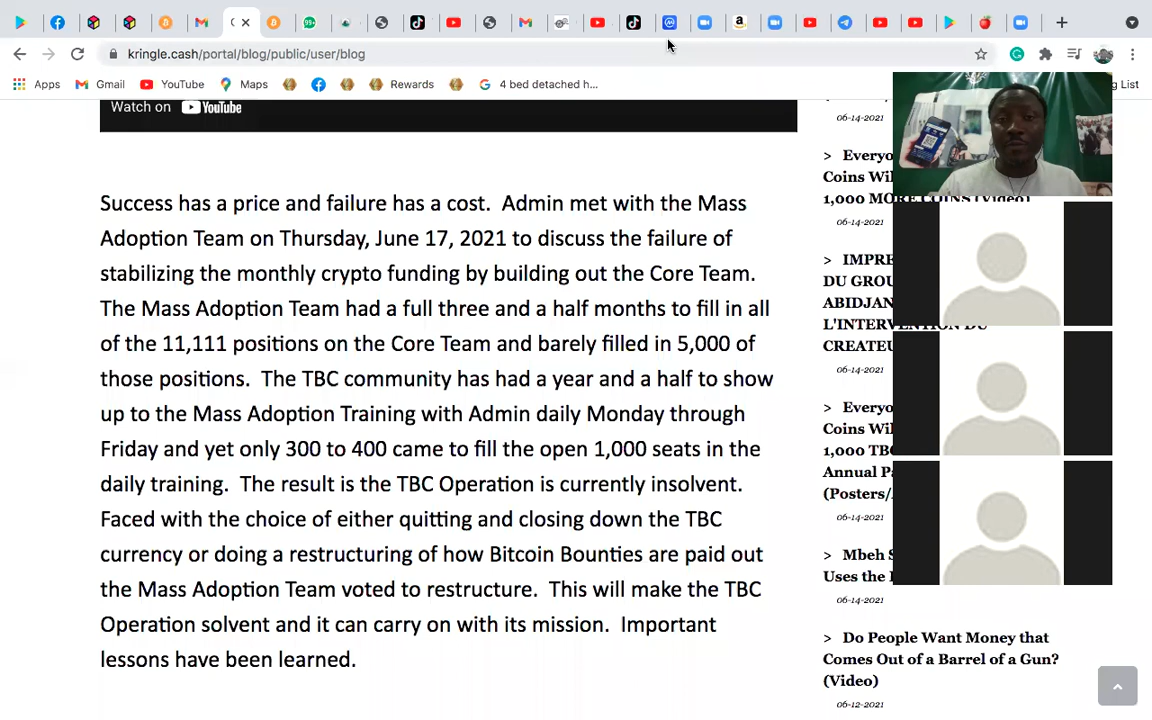 kringle.cash/portal/blog/public/user/blog
Apps
Gmail
YouTube
Maps
Rewards
4 bed detached h...
g List
Watch on YouTube
Success has a price and failure has a cost. Admin met with the Mass
Adoption Team on Thursday, June 17, 2021 to discuss the failure of
stabilizing the monthly crypto funding by building out the Core Team.
The Mass Adoption Team had a full three and a half months to fill in all
of the 11,111 positions on the Core Team and barely filled in 5,000 of
those positions. The TBC community has had a year and a half to show
up to the Mass Adoption Training with Admin daily Monday through
Friday and yet only 300 to 400 came to fill the open 1,000 seats in the
daily training. The result is the TBC Operation is currently insolvent.
Faced with the choice of either quitting and closing down the TBC
currency or doing a restructuring of how Bitcoin Bounties are paid out
the Mass Adoption Team voted to restructure. This will make the TBC
Operation solvent and it can carry on with its mission. Important
lessons have been learned.
06-14-2021
> Everyo
Coins Wil
1,000 MORE COINS (Video)
06-14-2021
> IMPRE
DU GROU
ABIDJAN
L'INTERVENTION DU
CREATEU
06-14-2021
> Everyo
Coins Wil
1,000 TBC
Annual Pa
(Posters/
06-14-2021
> Mbeh S
Uses the
06-14-2021
> Do People Want Money that
Comes Out of a Barrel of a Gun?
(Video)
06-12-2021